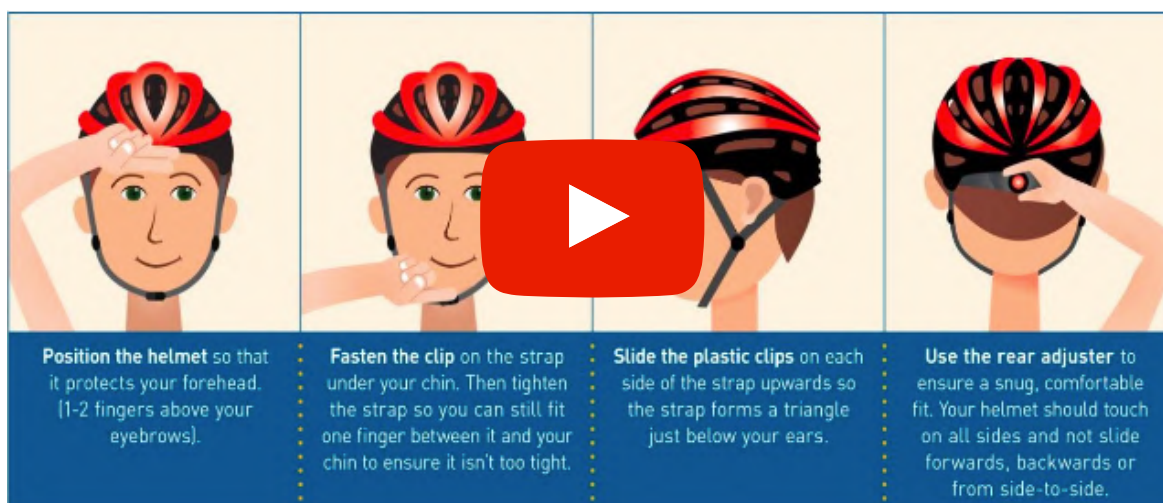 Position the helmet so that
it protects your forehead.
(1-2 fingers above your
eyebrows).
Fasten the clip on the strap
under your chin. Then tighten
the strap so you can still fit
one finger between it and your
chin to ensure it isn't too tight.
Slide the plastic clips on each
side of the strap upwards so
the strap forms a triangle
just below your ears.
Use the rear adjuster to
ensure a snug, comfortable
fit. Your helmet should touch
on all sides and not slide
forwards, backwards or
from side-to-side.